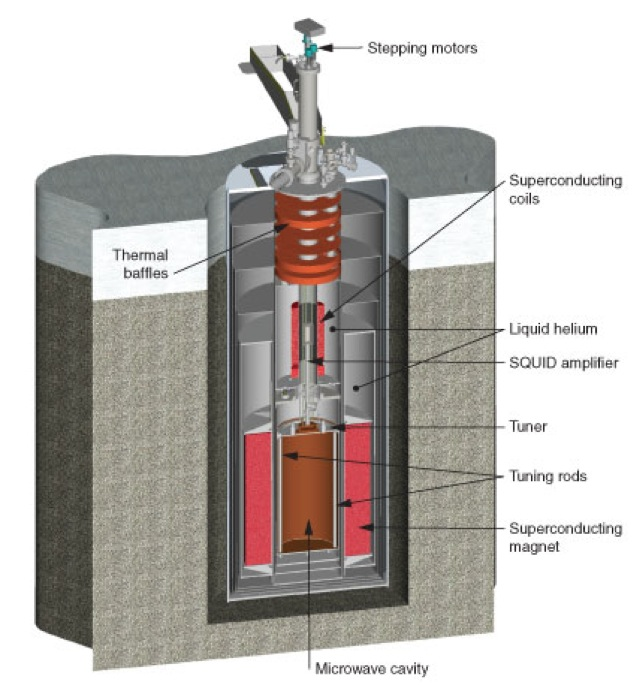 Stepping motors
Superconducting
coils
Thermal
baffles
Liquid helium
SQUID amplifier
Tuner
Tuning rods
Superconducting
magnet
Microwave cavity